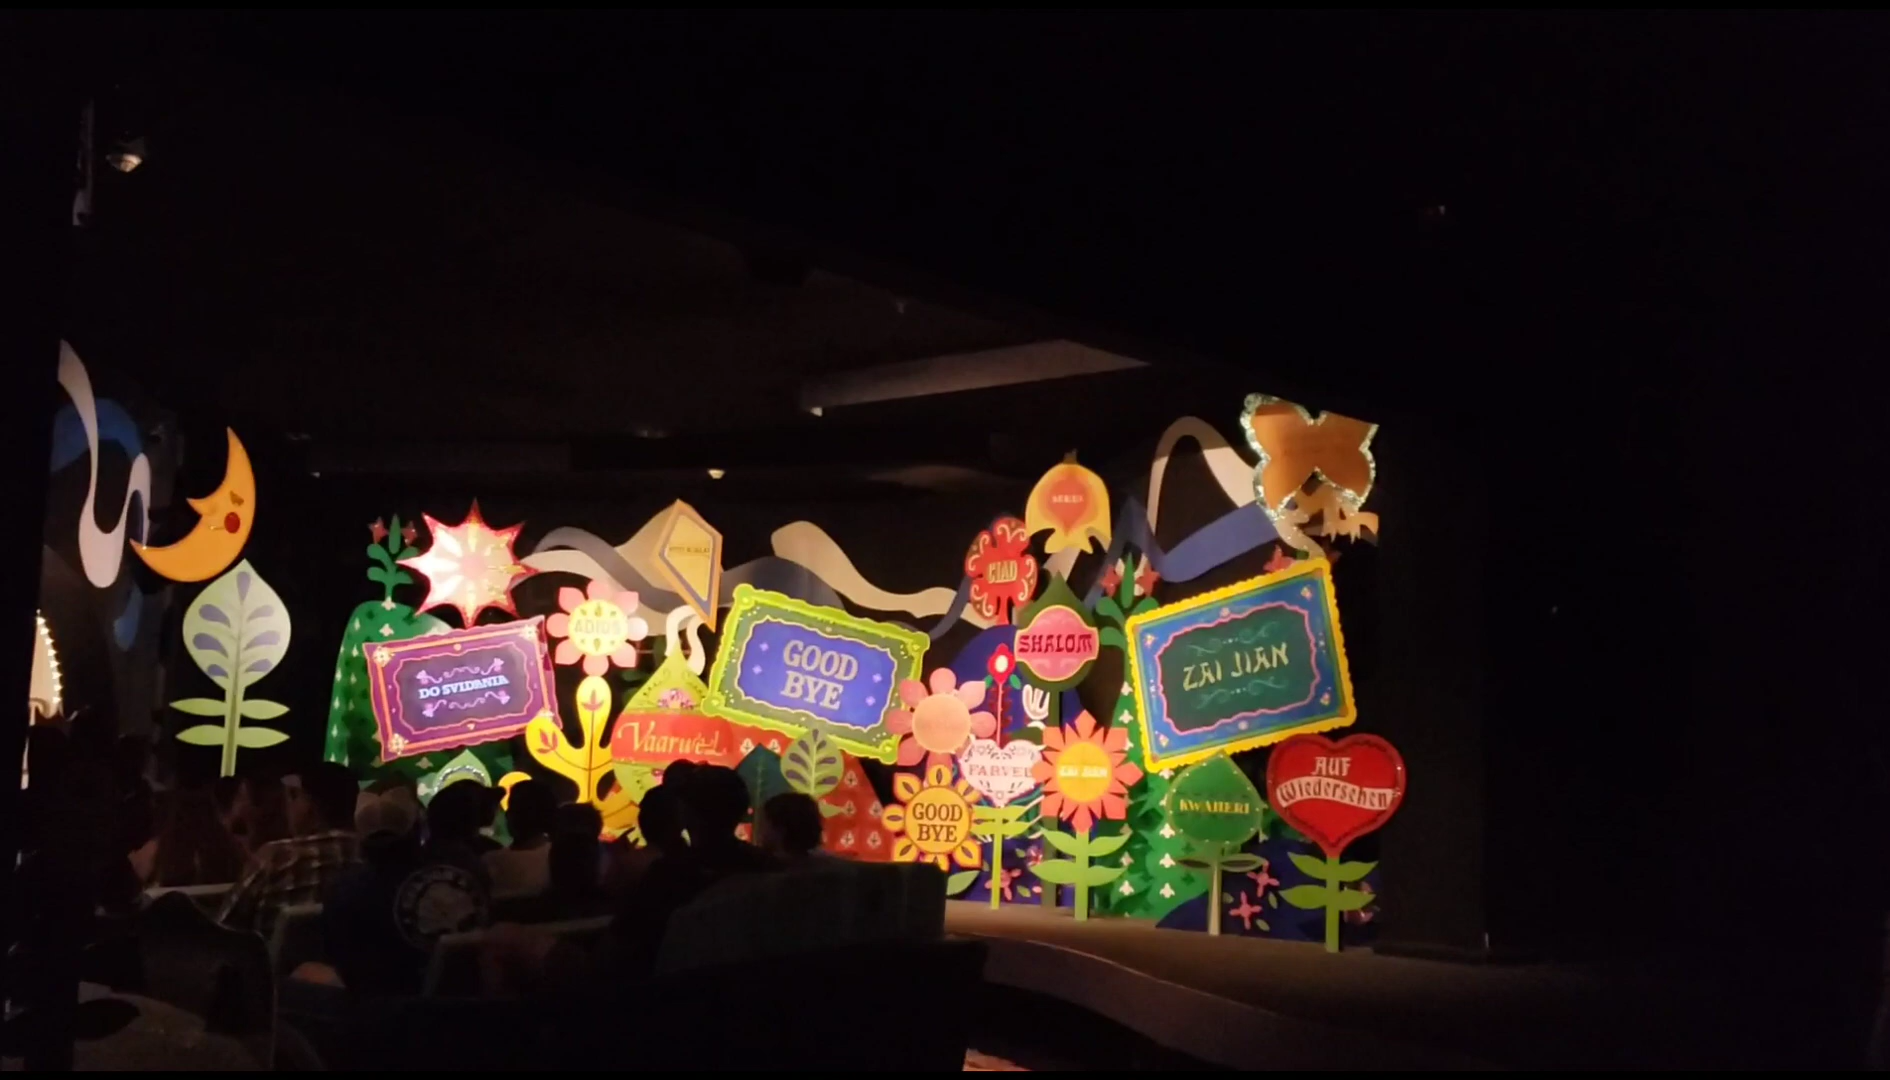 CIAO
ADIOS
SHALOM
GOOD
BYE
DO SVIDANIA
ZAI JIAN
Vaarwel
FARVEL
ZAI JIAN
AUF
Wiedersehen
GOOD
BYE
KWAHERI